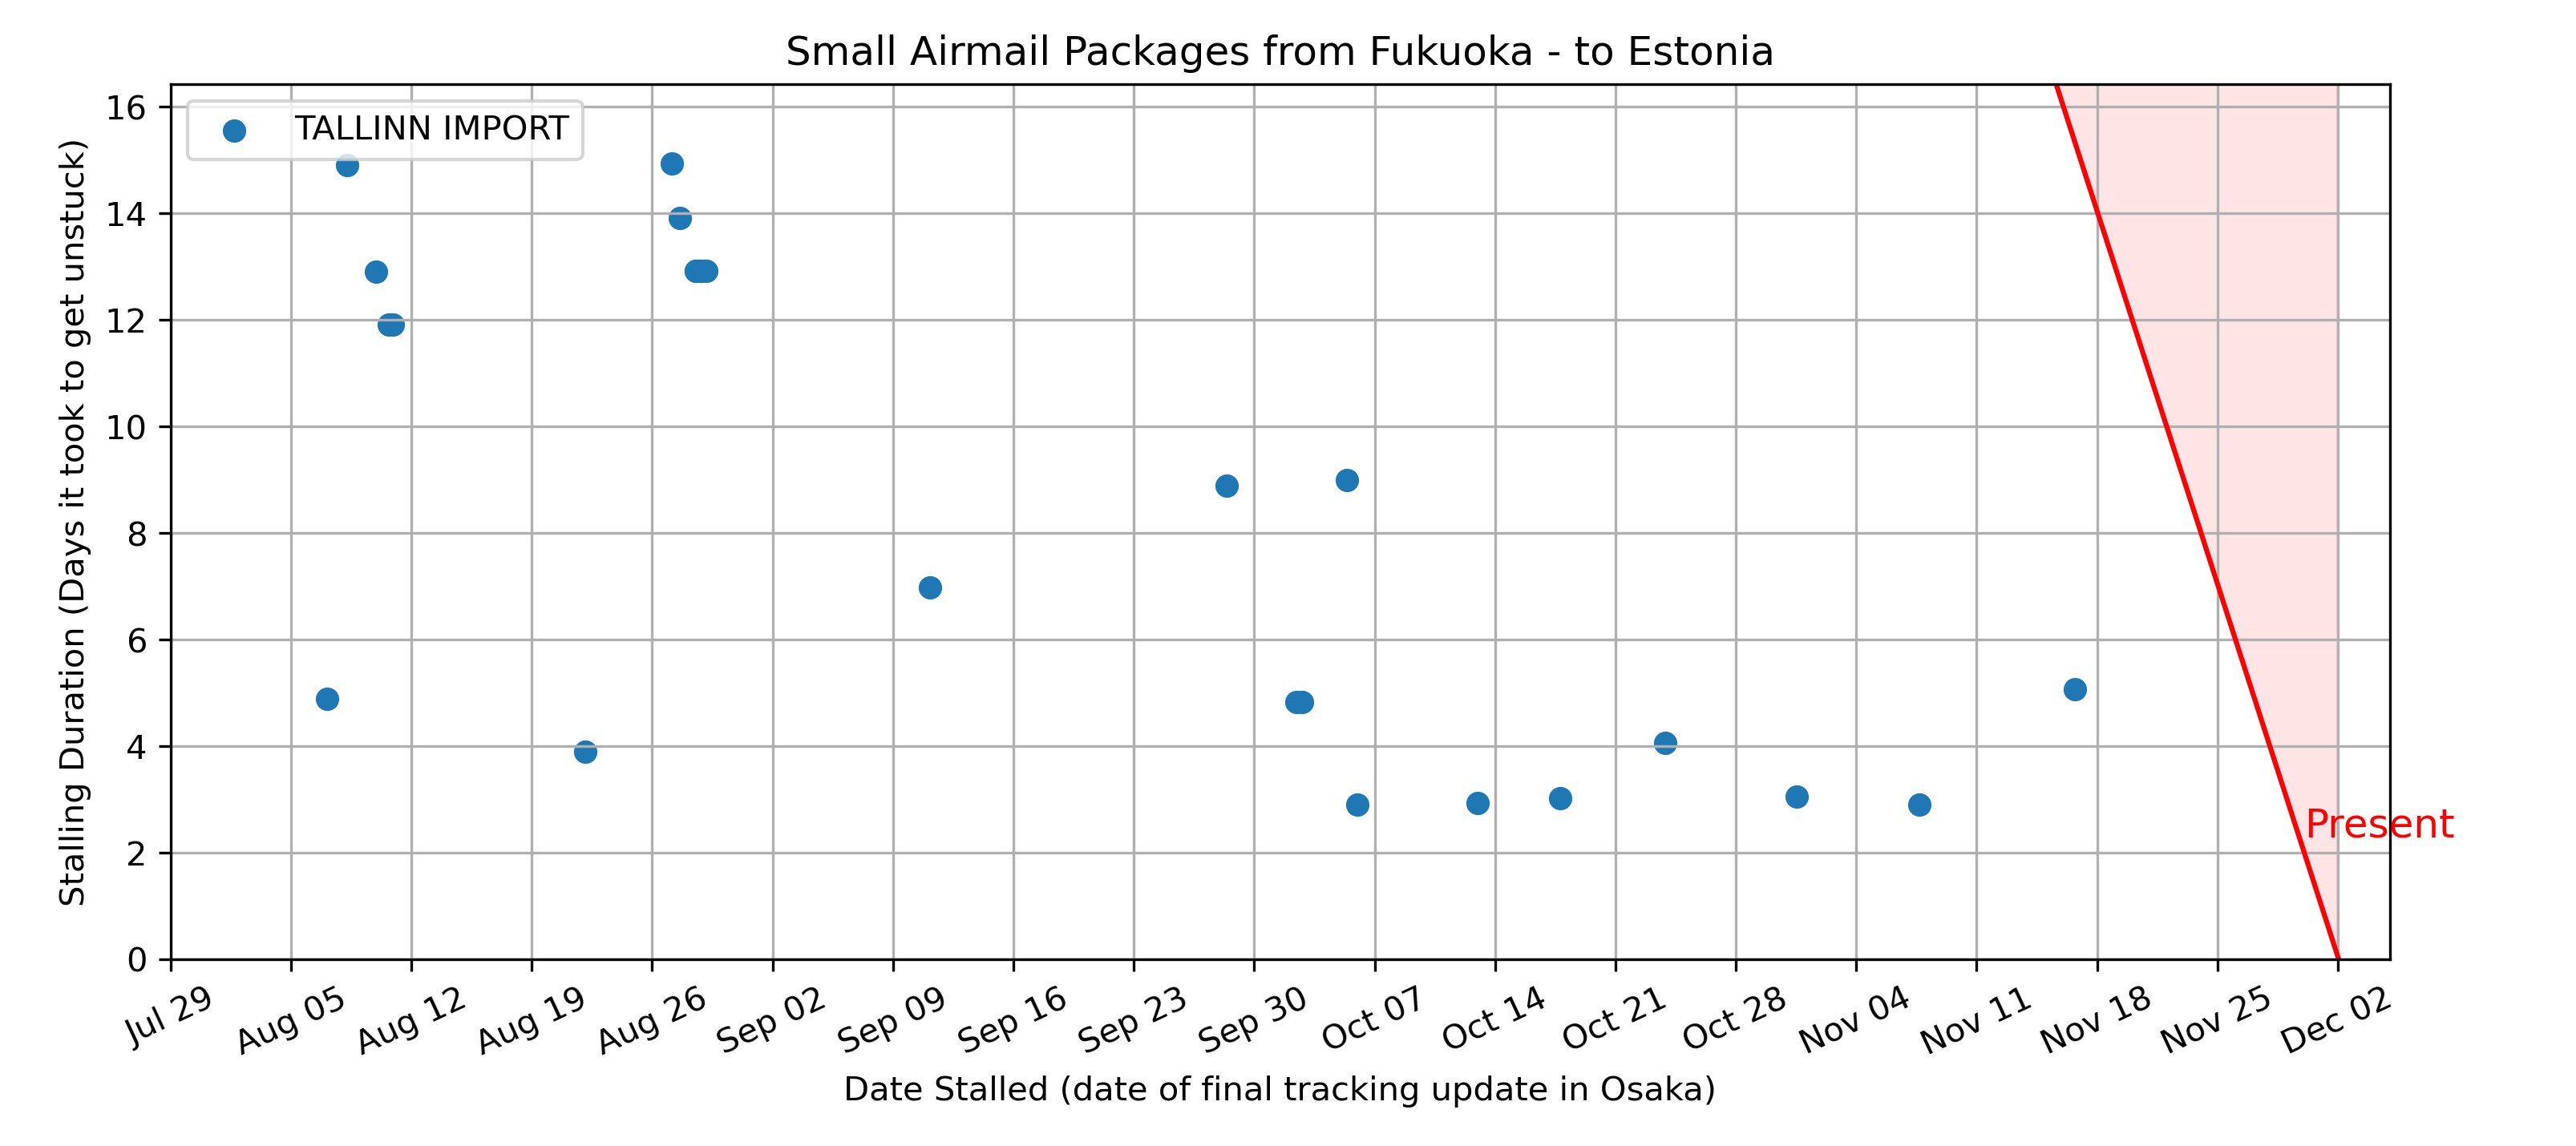 Small Airmail Packages from Fukuoka - to Estonia
TALLINN IMPORT
Stalling Duration (Days it took to get unstuck)
16
14
12
10
8
6
4
2
0
Present
Jul 29
Aug 05
Aug 12
Aug 19
Aug 26
Sep 02
Sep 09
Sep 16
Sep 23
Sep 30
Oct 07
Oct 14
Oct 21
Oct 28
Nov 04
Nov 11
Nov 18
Nov 25
Dec 02
Date Stalled (date of final tracking update in Osaka)